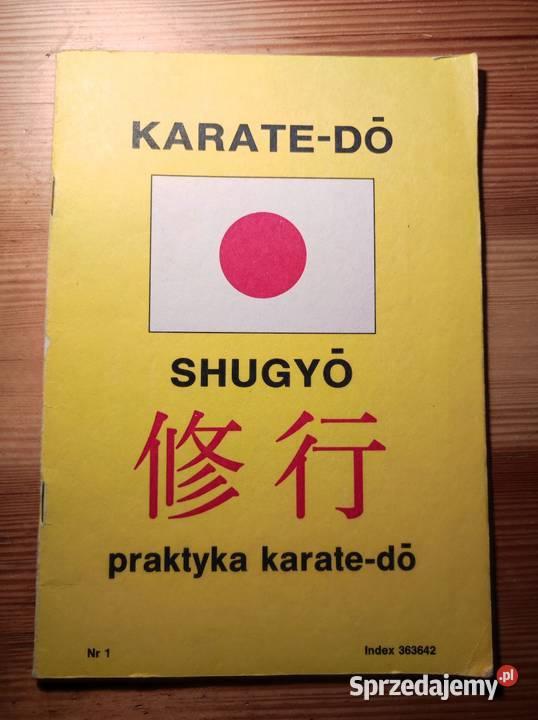 KARATE-DŌ
SHUGYŌ
修行
praktyka karate-dō
Nr 1
Index 363642
Sprzedajemy.pl